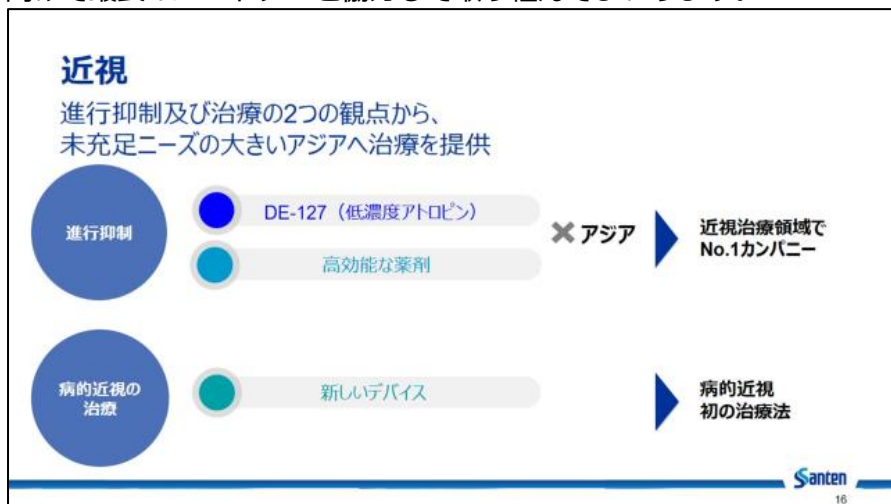 近視
進行抑制及び治療の2つの観点から、
未充足ニーズの大きいアジアへ治療を提供
進行抑制
DE-127（低濃度アトロピン）
高効能な薬剤
×アジア
近視治療領域で
No.1カンパニー
病的近視の
治療
新しいデバイス
病的近視
初の治療法
Santen
16